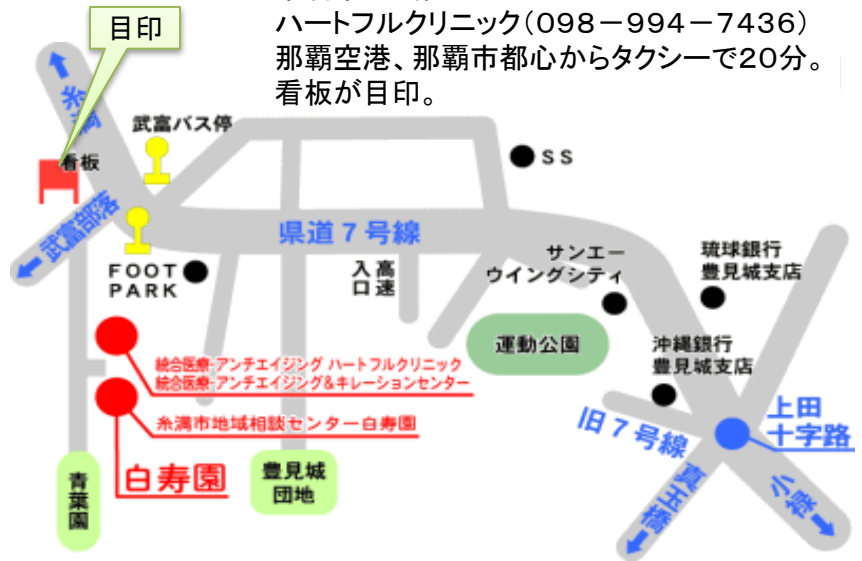 目印
ハートフルクリニック(098-994-7436)
那覇空港、那覇市都心からタクシーで20分。
看板が目印。
糸満
武富バス停
看板
SS
武富部落
県道7号線
FOOT
PARK
高速
入口
サンエー
ウイングシティ
琉球銀行
豊見城支店
運動公園
沖縄銀行
豊見城支店
統合医療・アンチエイジング ハートフルクリニック
統合医療・アンチエイジング&キレーションセンター
糸満市地域相談センター白寿園
旧7号線
上田
十字路
白寿園
豊見城
団地
青葉園
真玉橋
小禄